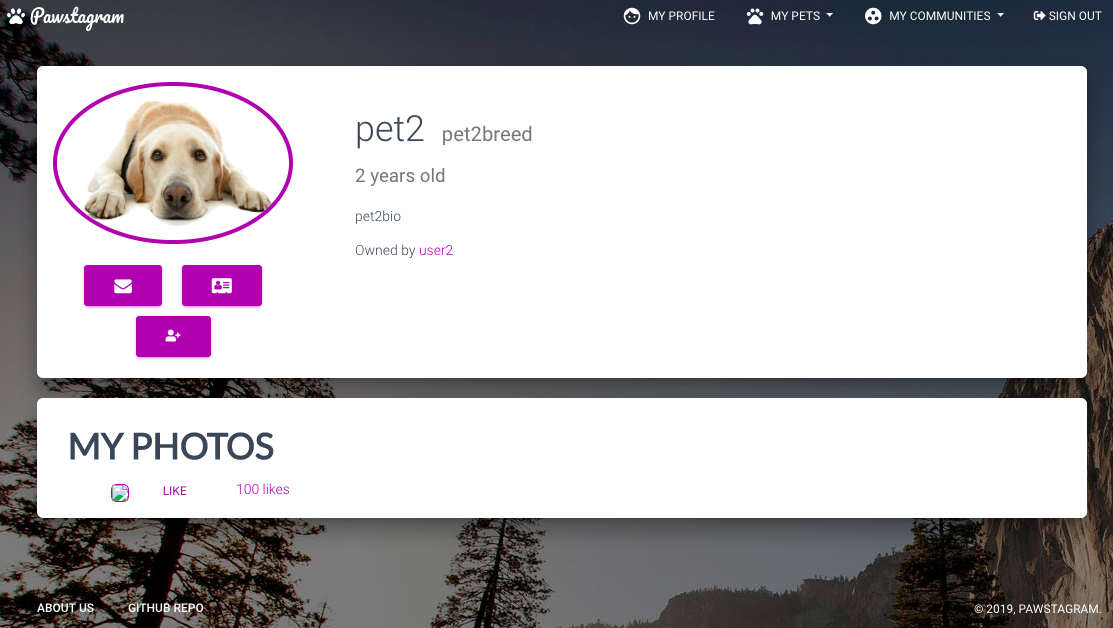 Pawstagram
MY PROFILE
MY PETS
MY COMMUNITIES
SIGN OUT
pet2 pet2breed
2 years old
pet2bio
Owned by user2
MY PHOTOS
LIKE
100 likes
ABOUT US
GITHUB REPO
© 2019, PAWSTAGRAM.